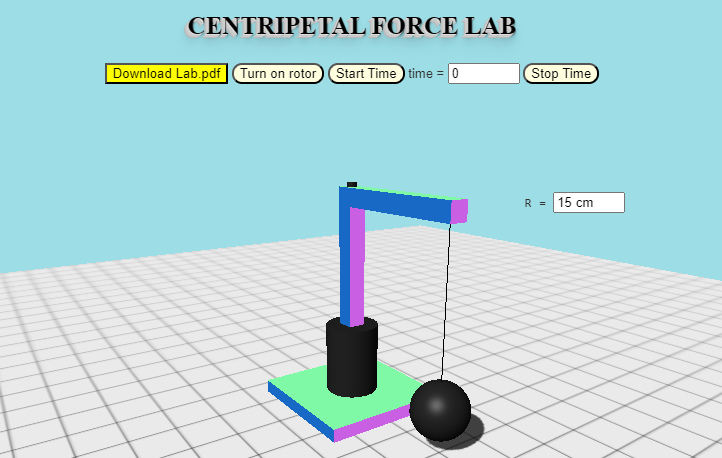 CENTRIPETAL FORCE LAB
Download Lab.pdf Turn on rotor Start Time time = 0 Stop Time
R = 15 cm